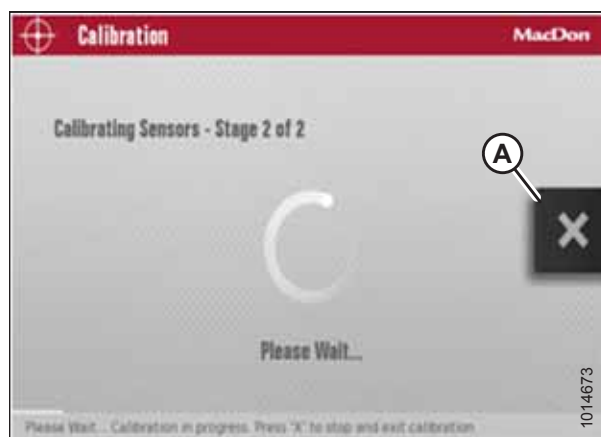 Calibration
MacDon
Calibrating Sensors - Stage 2 of 2
A
X
Please Wait...
1014673
Please Wait... Calibration in progress. Press "X" to stop and exit calibration